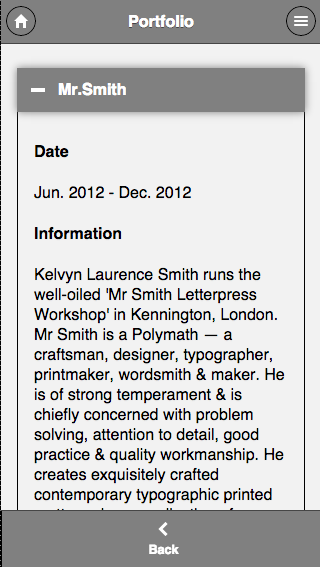 Portfolio
Mr.Smith
Date
Jun. 2012 - Dec. 2012
Information
Kelvyn Laurence Smith runs the
well-oiled 'Mr Smith Letterpress
Workshop' in Kennington, London.
Mr Smith is a Polymath — a
craftsman, designer, typographer,
printmaker, wordsmith & maker. He
is of strong temperament & is
chiefly concerned with problem
solving, attention to detail, good
practice & quality workmanship. He
creates exquisitely crafted
contemporary typographic printed
Back